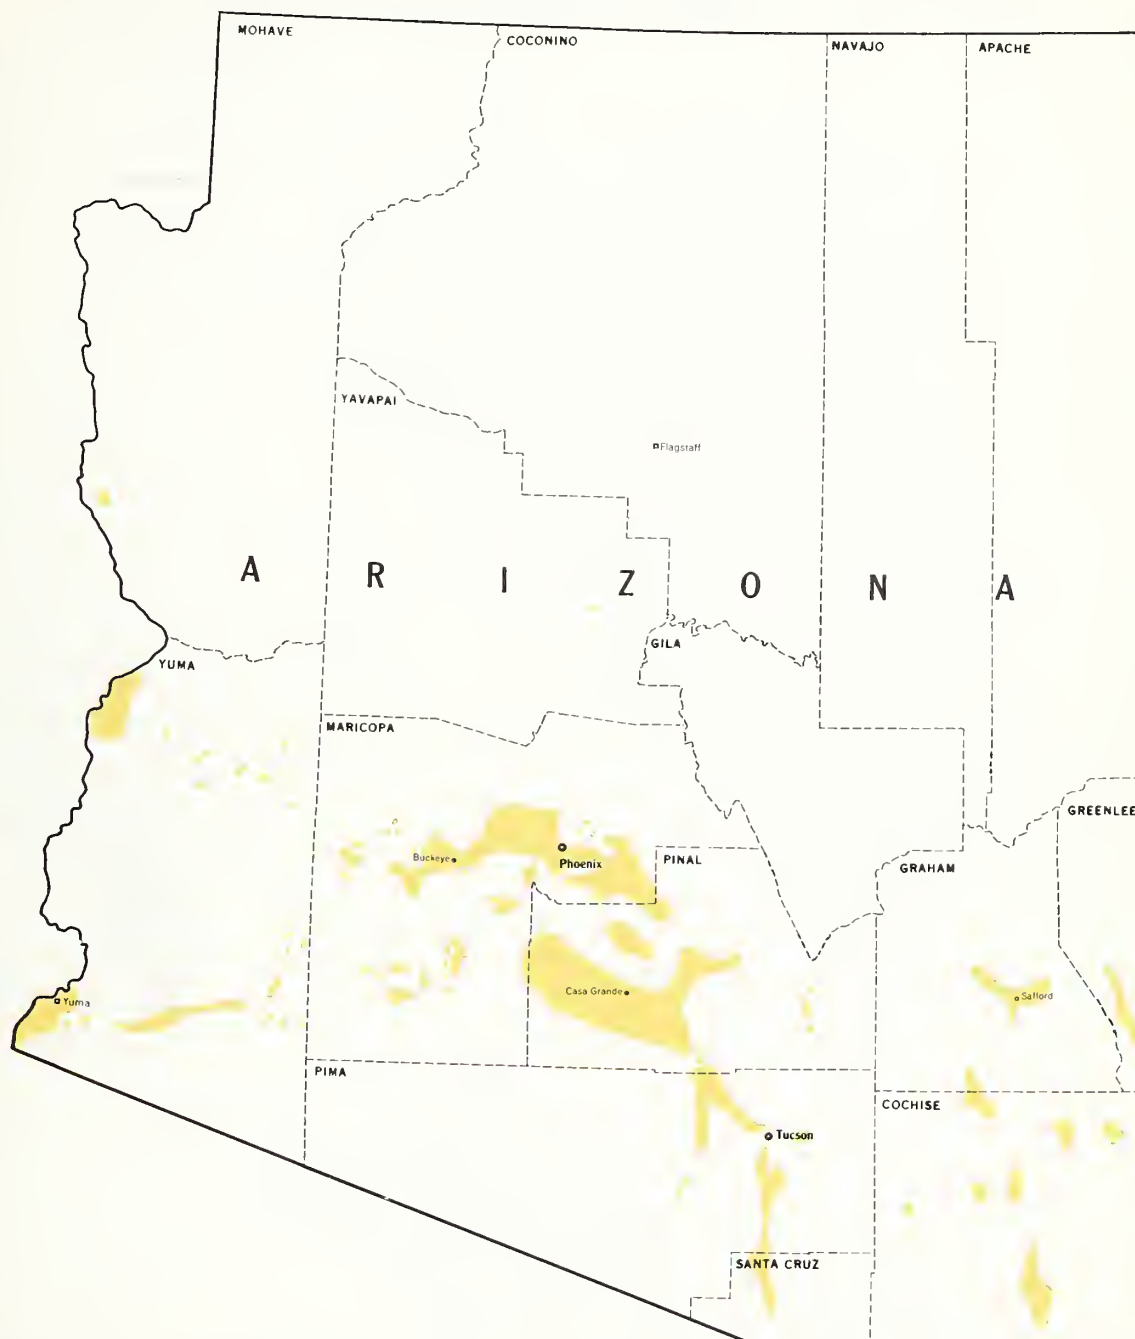 MOHAVE
COCONINO
NAVAJO
APACHE
YAVAPAI
Flagstaff
A R I Z O N A
GILA
YUMA
MARICOPA
GREENLEE
Buckeye
Phoenix
PINAL
GRAHAM
Casa Grande
Safford
Yuma
PIMA
COCHISE
Tucson
SANTA CRUZ